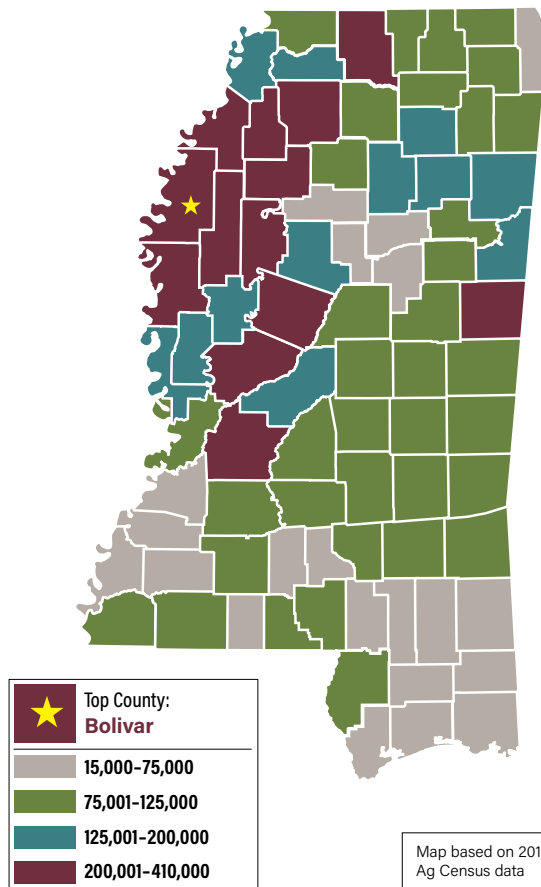 Top County:
Bolivar
15,000–75,000
75,001–125,000
125,001–200,000
200,001–410,000
Map based on 201
Ag Census data